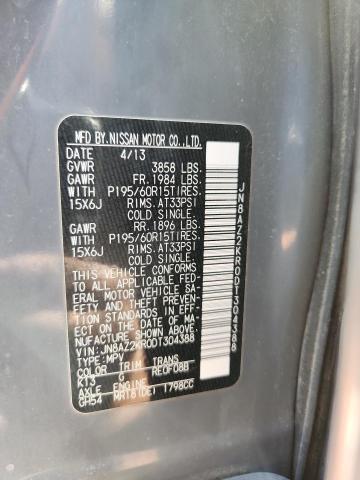 MFD BY. NISSAN MOTOR CO., LTD.
DATE 4/13
GVWR 3858 LBS.
GAWR FR. 1984 LBS.
WITH P195/60R15TIRES.
15X6J RIMS. AT33PSI
COLD SINGLE.
GAWR RR. 1896 LBS.
WITH P195/60R15TIRES.
15X6J RIMS. AT33PSI
COLD SINGLE.
THIS VEHICLE CONFORMS
TO ALL APPLICABLE FED-
ERAL MOTOR VEHICLE SA-
FETY AND THEFT PREVEN-
TION STANDARDS IN EFF-
ECT ON THE DATE OF MA-
NUFACTURE SHOWN ABOVE.
VIN: JN8AZ2KR0DT304388
TYPE: MPV
COLOR TRIM TRANS
K13 G RE0F08B
AXLE ENGINE
GH54 MR18(DE) 1798CC
JN8AZ2KR0DT304388